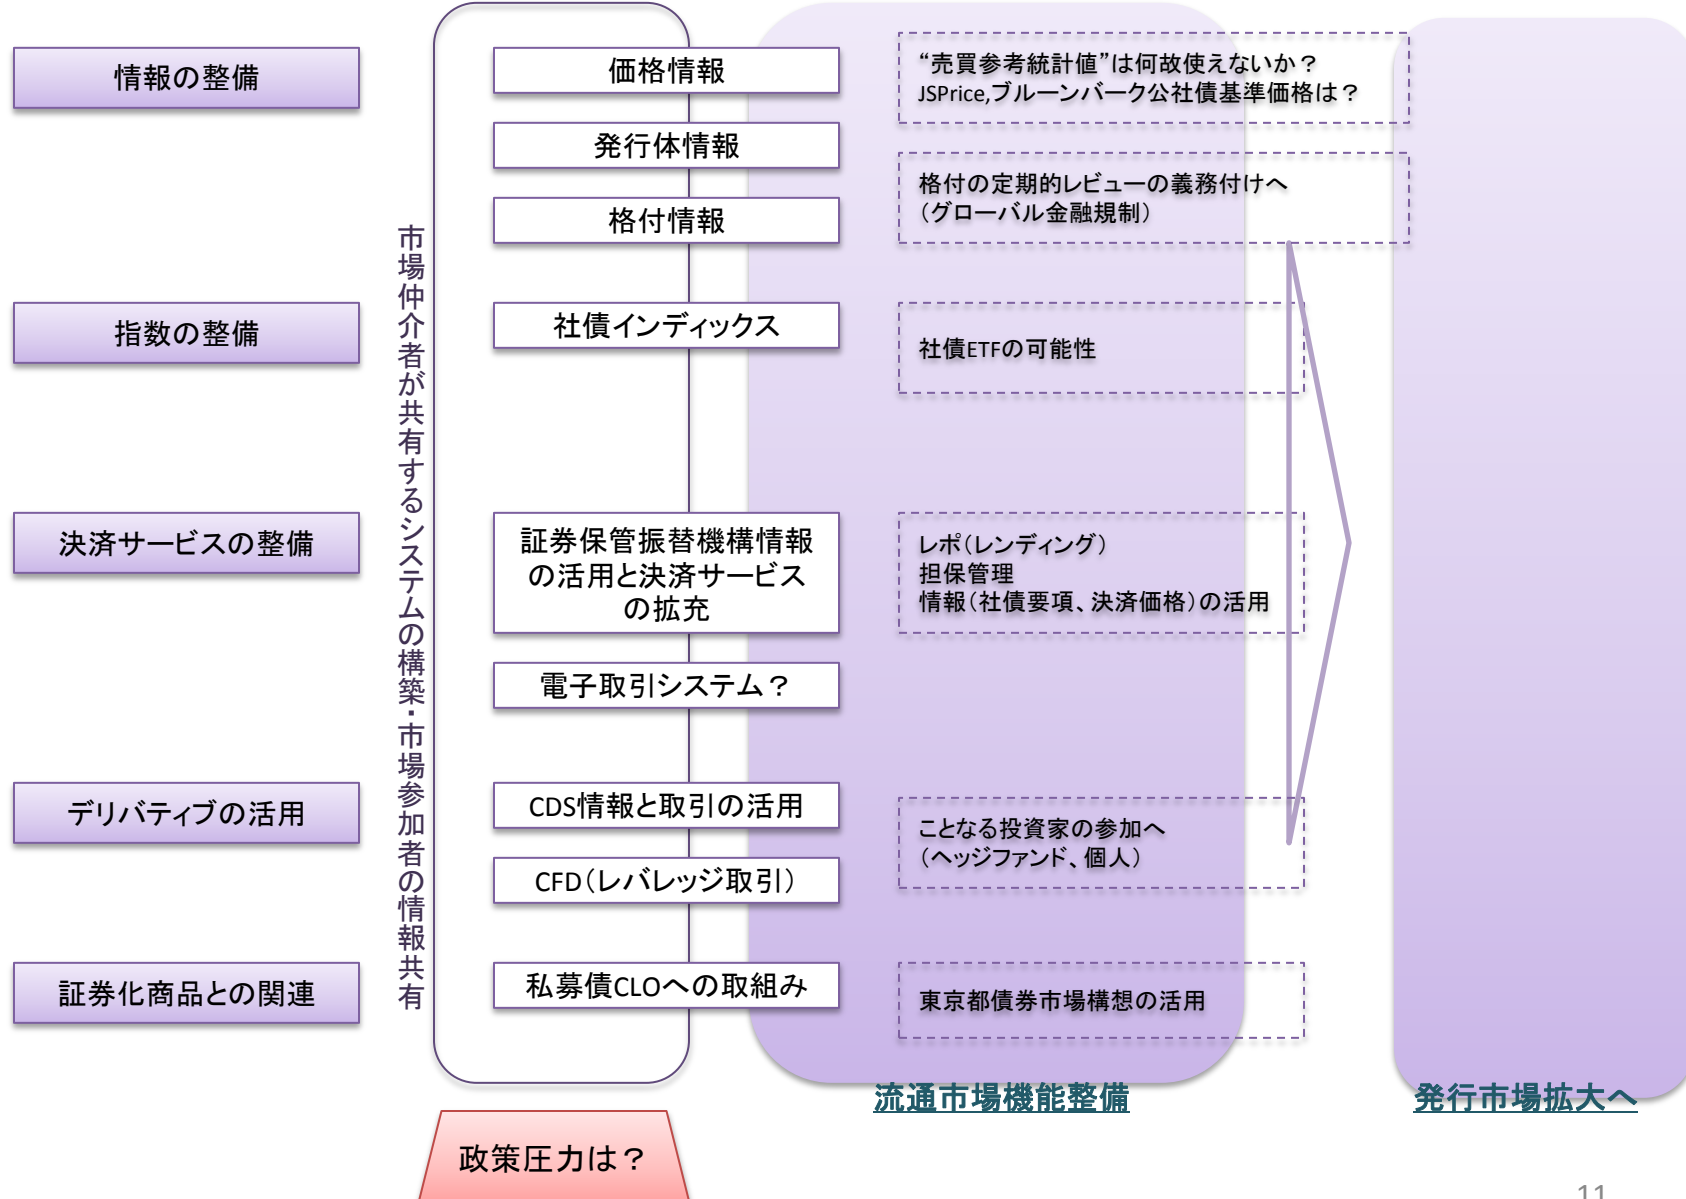 情報の整備
価格情報
“売買参考統計値”は何故使えないか？
JSPrice,ブルーンバーク公社債基準価格は？
発行体情報
格付情報
格付の定期的レビューの義務付けへ
（グローバル金融規制）
市場仲介者が共有するシステムの構築・市場参加者の情報共有
指数の整備
社債インディックス
社債ETFの可能性
決済サービスの整備
証券保管振替機構情報
の活用と決済サービス
の拡充
レポ（レンディング）
担保管理
情報（社債要項、決済価格）の活用
電子取引システム？
デリバティブの活用
CDS情報と取引の活用
CFD（レバレッジ取引）
ことなる投資家の参加へ
（ヘッジファンド、個人）
証券化商品との関連
私募債CLOへの取組み
東京都債券市場構想の活用
流通市場機能整備
発行市場拡大へ
政策圧力は？
11